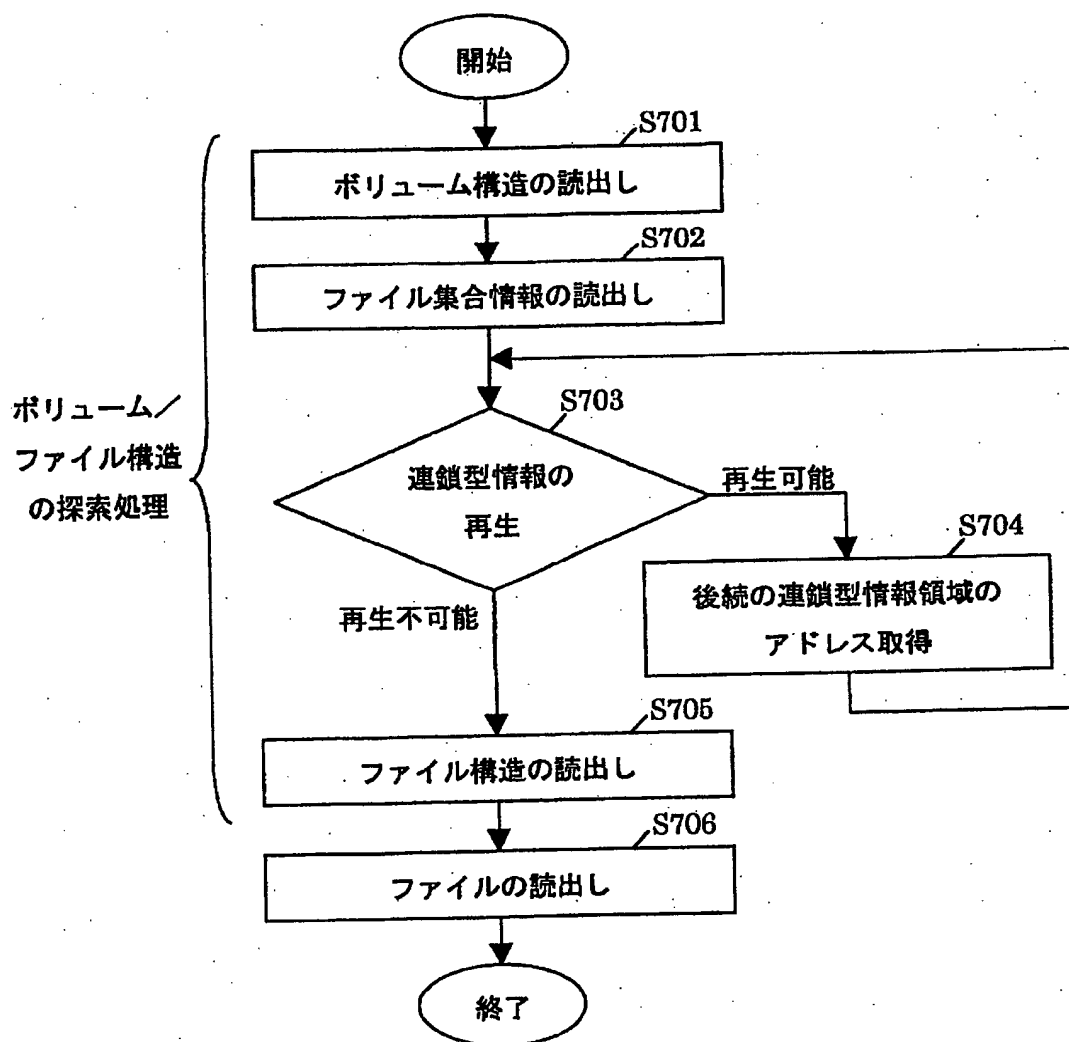 開始
S701
ボリューム構造の読出し
S702
ファイル集合情報の読出し
ボリューム／
ファイル構造
の探索処理
S703
連鎖型情報の
再生
再生可能
S704
後続の連鎖型情報領域の
アドレス取得
再生不可能
S705
ファイル構造の読出し
S706
ファイルの読出し
終了